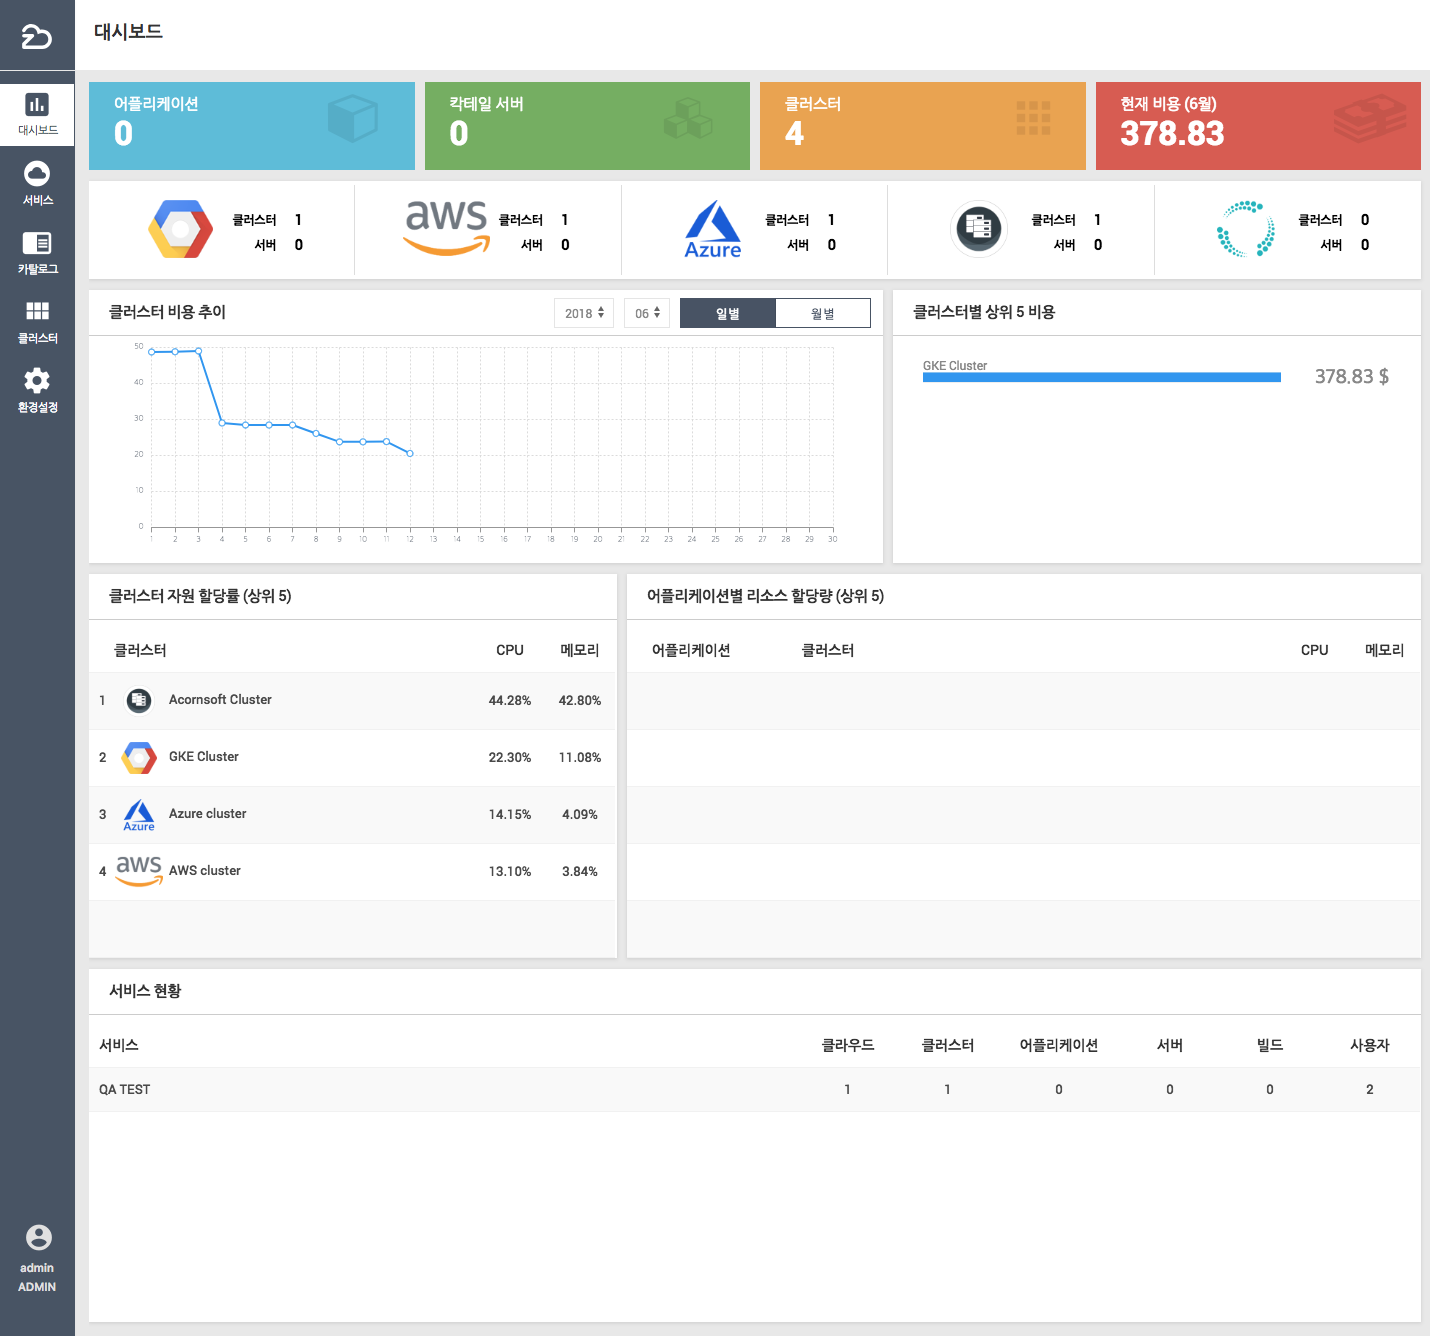 대시보드
대시보드
서비스
카탈로그
클러스터
환경설정
admin
ADMIN
어플리케이션
0
칵테일 서버
0
클러스터
4
현재 비용 (6월)
378.83
클러스터 1
서버 0
aws
클러스터 1
서버 0
Azure
클러스터 1
서버 0
클러스터 1
서버 0
클러스터 0
서버 0
클러스터 비용 추이
2018
06
일별
월별
50
40
30
20
10
0
1 2 3 4 5 6 7 8 9 10 11 12 13 14 15 16 17 18 19 20 21 22 23 24 25 26 27 28 29 30
클러스터별 상위 5 비용
GKE Cluster
378.83 $
클러스터 자원 할당률 (상위 5)
클러스터 CPU 메모리
1 Acornsoft Cluster 44.28% 42.80%
2 GKE Cluster 22.30% 11.08%
3 Azure Azure cluster 14.15% 4.09%
4 aws AWS cluster 13.10% 3.84%
어플리케이션별 리소스 할당량 (상위 5)
어플리케이션 클러스터 CPU 메모리
서비스 현황
서비스 클라우드 클러스터 어플리케이션 서버 빌드 사용자
QA TEST 1 1 0 0 0 2